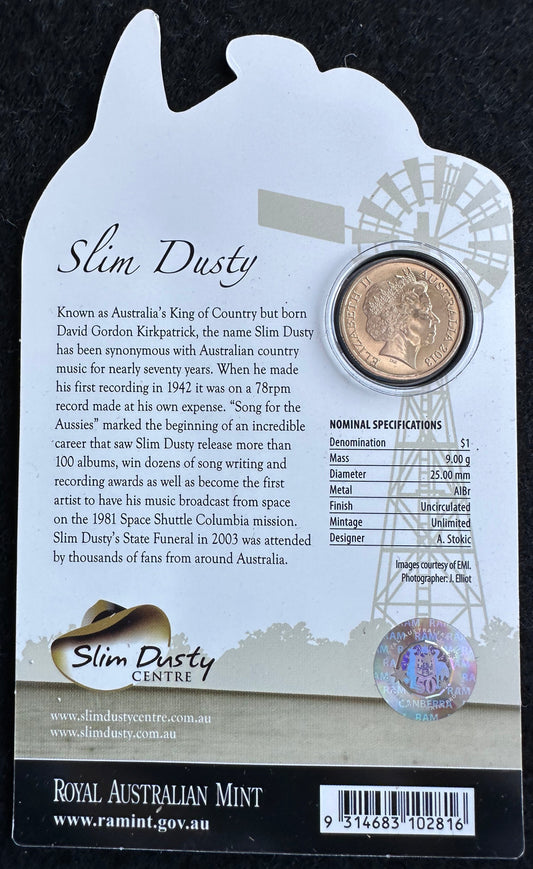 Slim Dusty
Known as Australia's King of Country but born
David Gordon Kirkpatrick, the name Slim Dusty
has been synonymous with Australian country
music for nearly seventy years. When he made
his first recording in 1942 it was on a 78rpm
record made at his own expense. "Song for the
Aussies" marked the beginning of an incredible
career that saw Slim Dusty release more than
100 albums, win dozens of song writing and
recording awards as well as become the first
artist to have his music broadcast from space
on the 1981 Space Shuttle Columbia mission.
Slim Dusty's State Funeral in 2003 was attended
by thousands of fans from around Australia.
ELIZABETH II AUSTRALIA 2013
NOMINAL SPECIFICATIONS
Denomination $1
Mass 9.00 g
Diameter 25.00 mm
Metal AlBr
Finish Uncirculated
Mintage Unlimited
Designer A. Stokic
Images courtesy of EMI.
Photographer: J. Elliot
Slim Dusty
CENTRE
www.slimdustycentre.com.au
www.slimdusty.com.au
RAM RAM
RAM RAM RAM
CANBERRA
RAM
ROYAL AUSTRALIAN MINT
www.ramint.gov.au
9 314683 102816